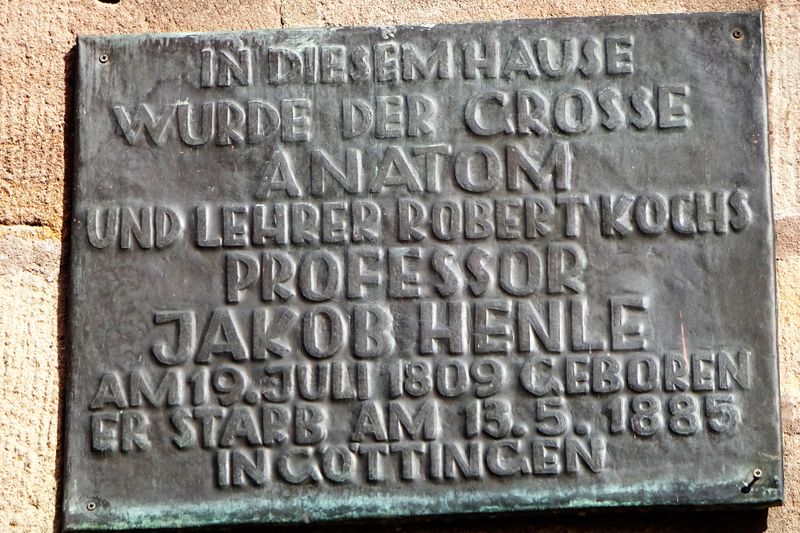 IN DIESEM HAUSE
WURDE DER GROSSE
ANATOM
UND LEHRER ROBERT KOCHS
PROFESSOR
JAKOB HENLE
AM 19. JULI 1809 GEBOREN
ER STARB AM 13. 5. 1885
IN GÖTTINGEN